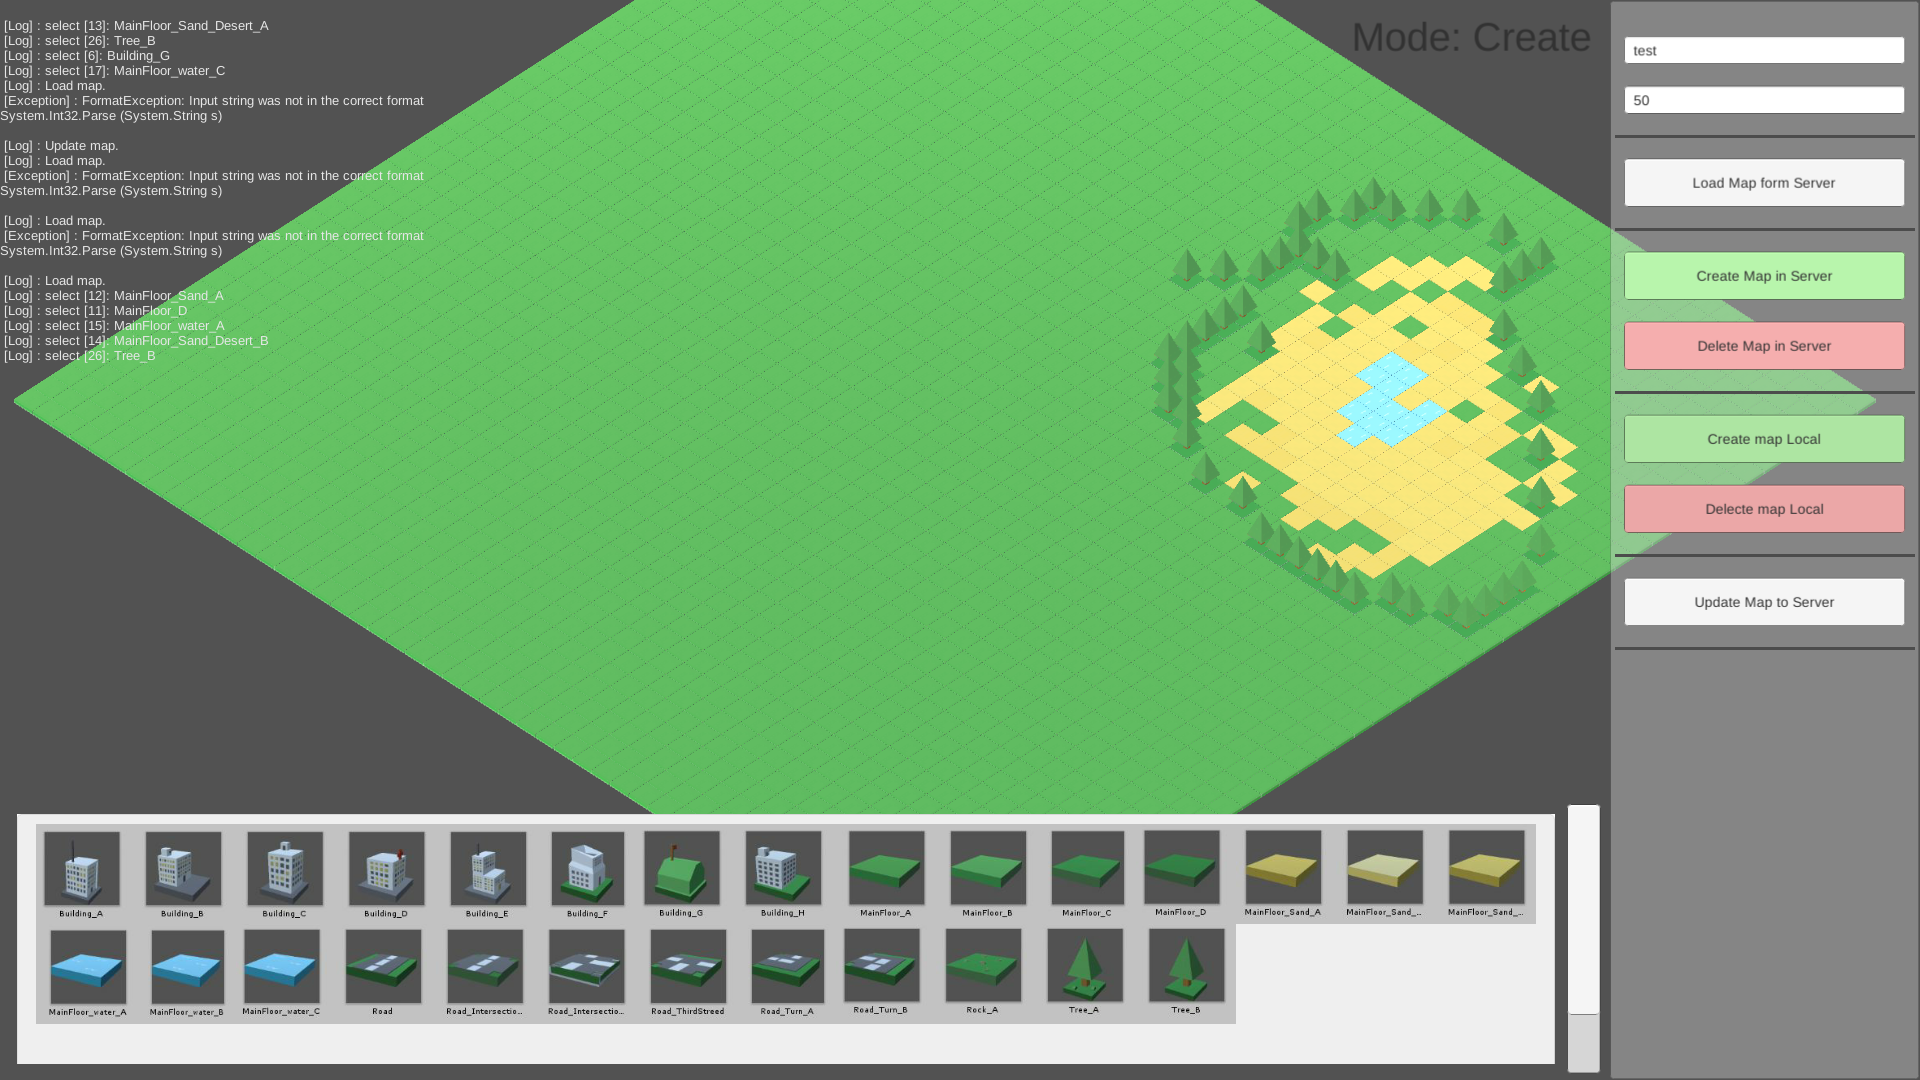 [Log] : select [13]: MainFloor_Sand_Desert_A
[Log] : select [26]: Tree_B
[Log] : select [6]: Building_G
[Log] : select [17]: MainFloor_water_C
[Log] : Load map.
[Exception] : FormatException: Input string was not in the correct format
System.Int32.Parse (System.String s)
[Log] : Update map.
[Log] : Load map.
[Exception] : FormatException: Input string was not in the correct format
System.Int32.Parse (System.String s)
[Log] : Load map.
[Exception] : FormatException: Input string was not in the correct format
System.Int32.Parse (System.String s)
[Log] : Load map.
[Log] : select [12]: MainFloor_Sand_A
[Log] : select [11]: MainFloor_D
[Log] : select [15]: MainFloor_water_A
[Log] : select [14]: MainFloor_Sand_Desert_B
[Log] : select [26]: Tree_B
Mode: Create
test
50
Load Map form Server
Create Map in Server
Delete Map in Server
Create map Local
Delecte map Local
Update Map to Server
Building_A
Building_B
Building_C
Building_D
Building_E
Building_F
Building_G
Building_H
MainFloor_A
MainFloor_B
MainFloor_C
MainFloor_D
MainFloor_Sand_A
MainFloor_Sand_...
MainFloor_Sand_...
MainFloor_water_A
MainFloor_water_B
MainFloor_water_C
Road
Road_Intersectio...
Road_Intersectio...
Road_ThirdStreed
Road_Turn_A
Road_Turn_B
Rock_A
Tree_A
Tree_B